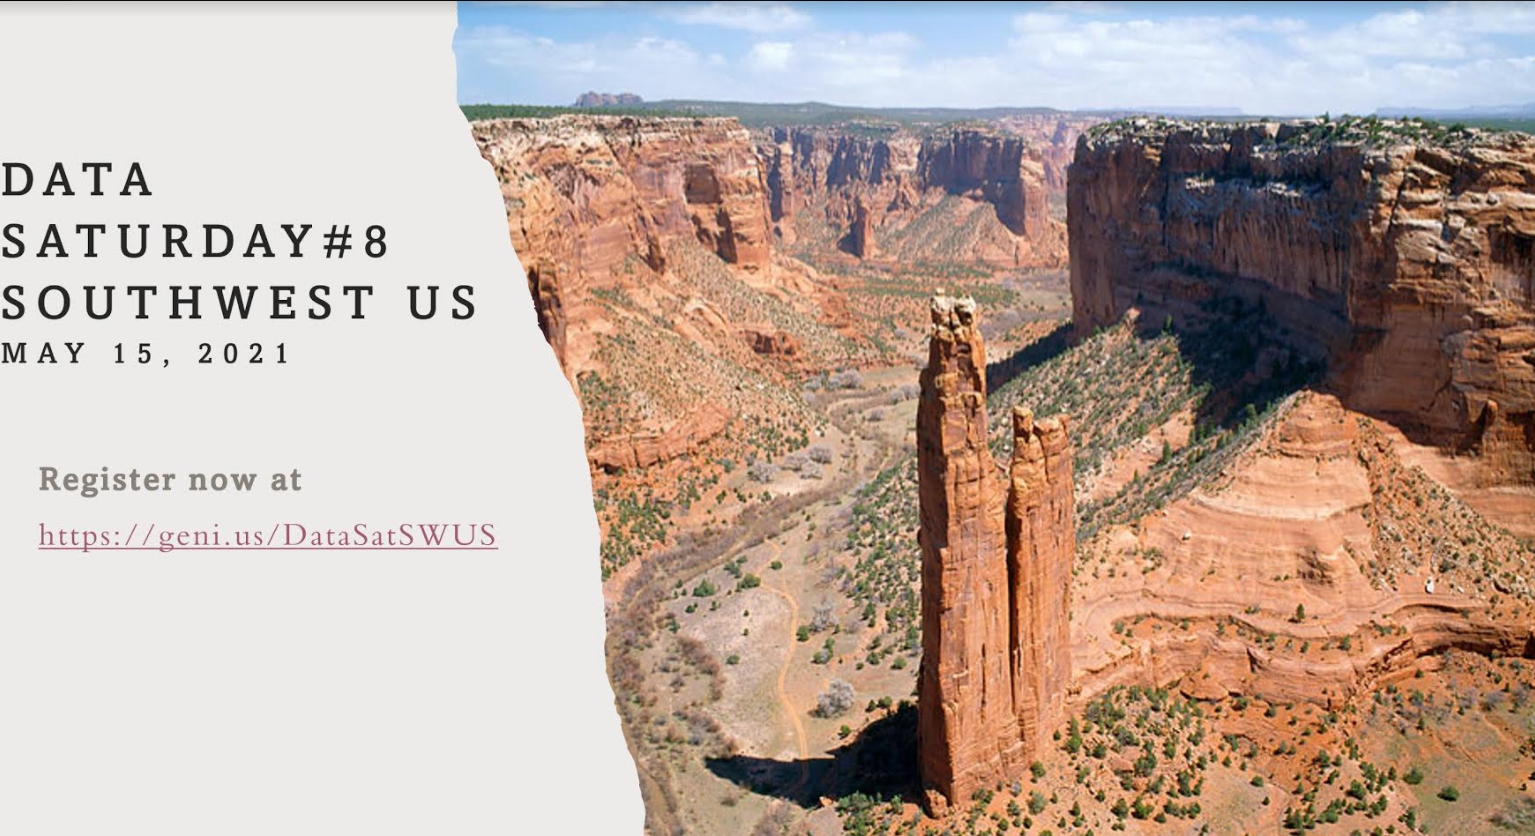 DATA
SATURDAY#8
SOUTHWEST US
MAY 15, 2021
Register now at
https://geni.us/DataSatSWUS